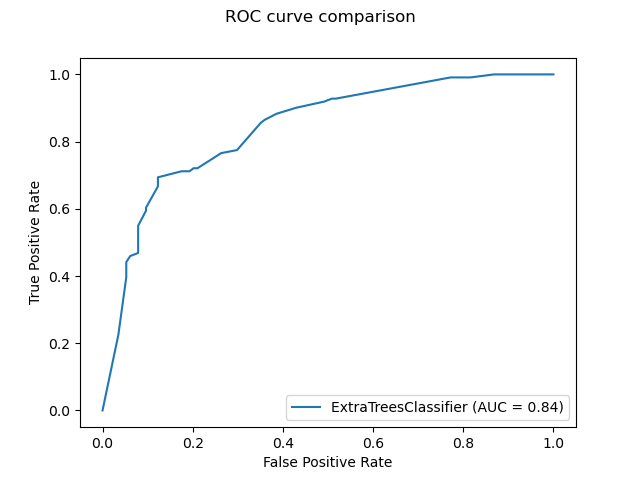 ROC curve comparison
1.0
0.8
0.6
0.4
0.2
0.0
True Positive Rate
ExtraTreesClassifier (AUC = 0.84)
0.0 0.2 0.4 0.6 0.8 1.0
False Positive Rate